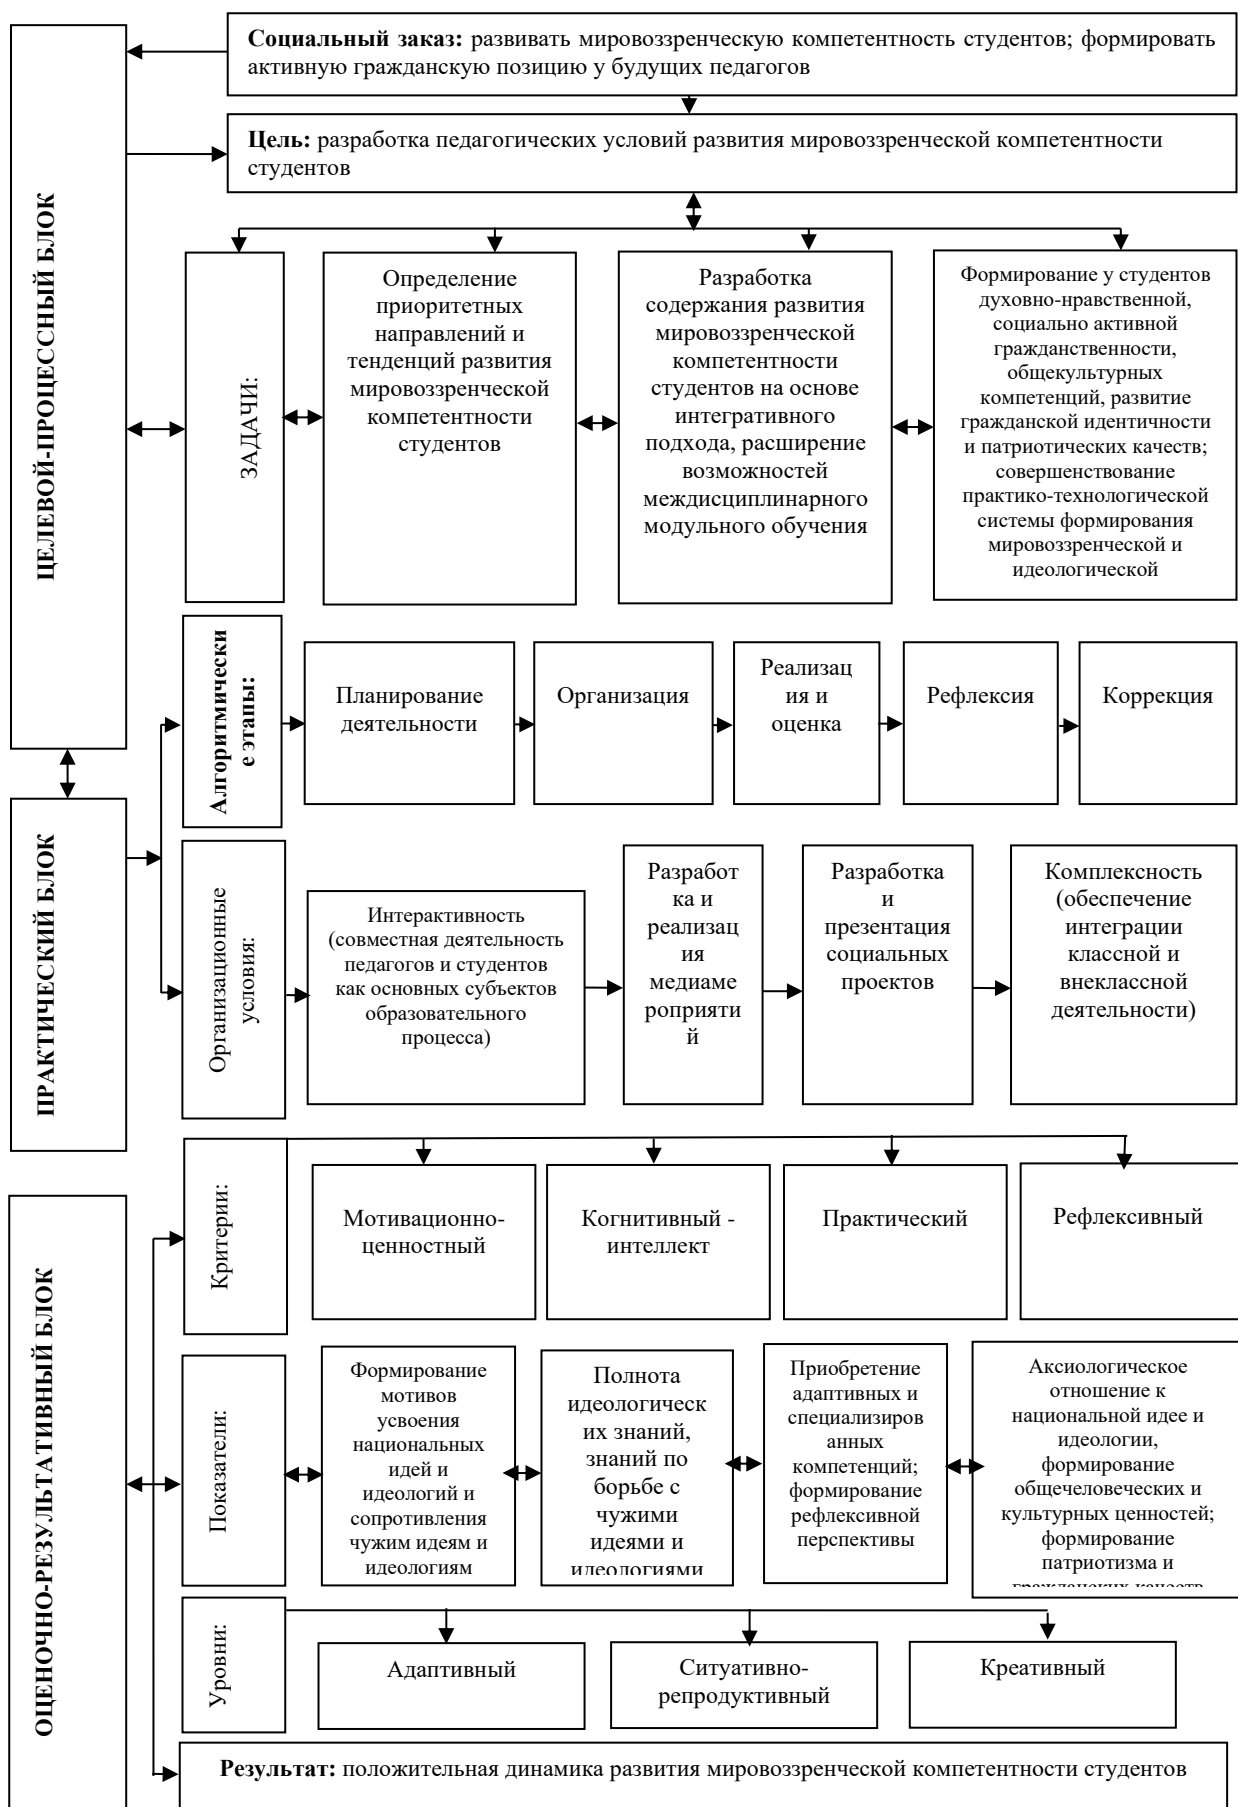 Социальный заказ: развивать мировоззренческую компетентность студентов; формировать
активную гражданскую позицию у будущих педагогов
Цель: разработка педагогических условий развития мировоззренческой компетентности
студентов
ЦЕЛЕВОЙ-ПРОЦЕССНЫЙ БЛОК
ЗАДАЧИ:
Определение
приоритетных
направлений и
тенденций развития
мировоззренческой
компетентности
студентов
Разработка
содержания развития
мировоззренческой
компетентности
студентов на основе
интегративного
подхода, расширение
возможностей
междисциплинарного
модульного обучения
Формирование у студентов
духовно-нравственной,
социально активной
гражданственности,
общекультурных
компетенций, развитие
гражданской идентичности
и патриотических качеств;
совершенствование
практико-технологической
системы формирования
мировоззренческой и
идеологической
ПРАКТИЧЕСКИЙ БЛОК
Алгоритмически
е этапы:
Планирование
деятельности
Организация
Реализац
ия и
оценка
Рефлексия
Коррекция
Организационные
условия:
Интерактивность
(совместная деятельность
педагогов и студентов
как основных субъектов
образовательного
процесса)
Разработ
ка и
реализац
ия
медиаме
роприяти
й
Разработка
и
презентация
социальных
проектов
Комплексность
(обеспечение
интеграции
классной и
внеклассной
деятельности)
ОЦЕНОЧНО-РЕЗУЛЬТАТИВНЫЙ БЛОК
Критерии:
Мотивационно-
ценностный
Когнитивный -
интеллект
Практический
Рефлексивный
Показатели:
Формирование
мотивов
усвоения
национальных
идей и
идеологий и
сопротивления
чужим идеям и
идеологиям
Полнота
идеологическ
их знаний,
знаний по
борьбе с
чужими
идеями и
идеологиями
Приобретение
адаптивных и
специализиров
анных
компетенций;
формирование
рефлексивной
перспективы
Аксиологическое
отношение к
национальной идее и
идеологии,
формирование
общечеловеческих и
культурных ценностей;
формирование
патриотизма и
гражданских качеств
Уровни:
Адаптивный
Ситуативно-
репродуктивный
Креативный
Результат: положительная динамика развития мировоззренческой компетентности студентов